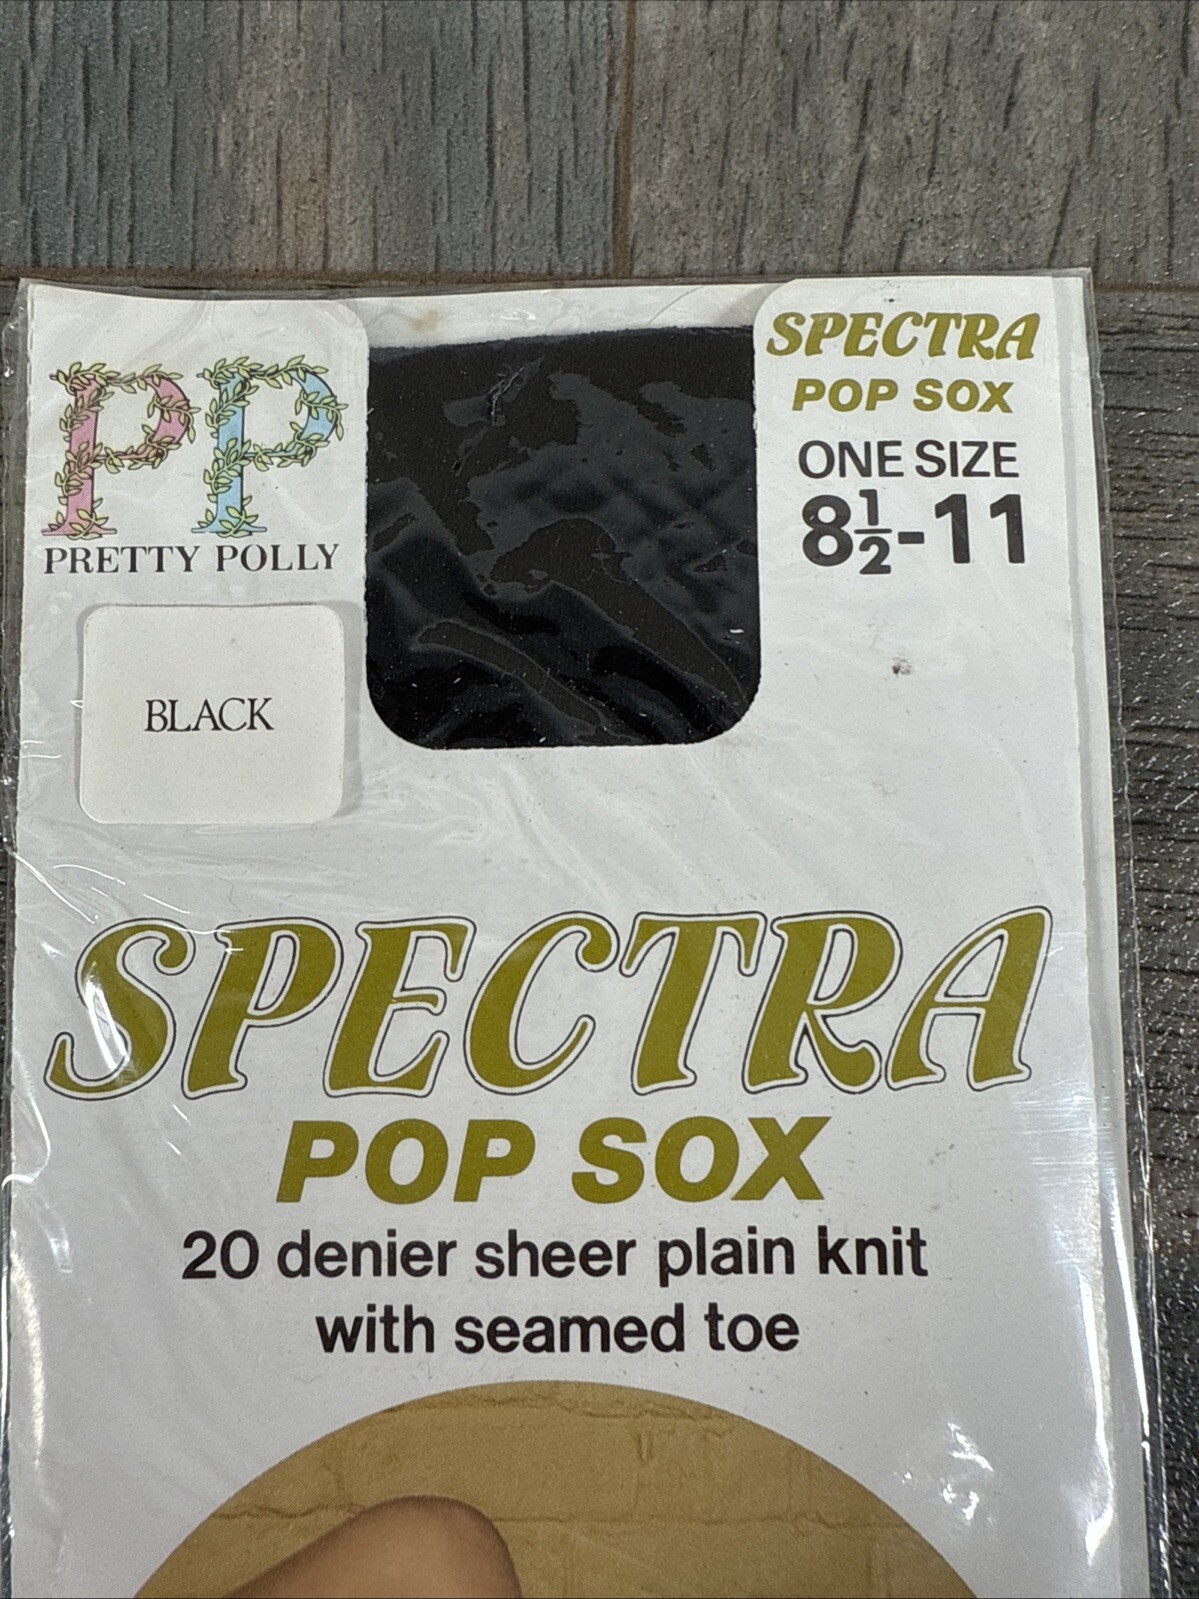 PP
PRETTY POLLY
BLACK
SPECTRA
POP SOX
ONE SIZE
8½-11
SPECTRA
POP SOX
20 denier sheer plain knit
with seamed toe